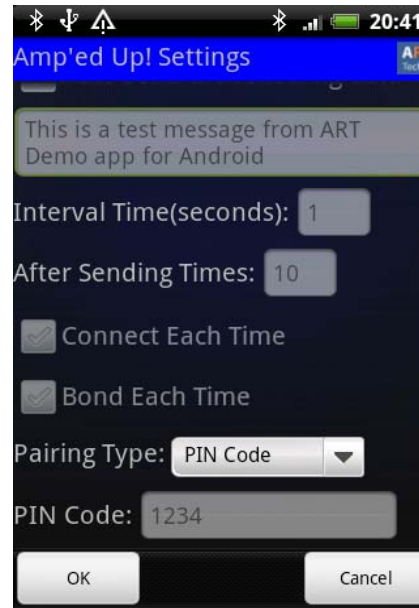 20:41
Amp'ed Up! Settings
This is a test message from ART
Demo app for Android
Interval Time(seconds): 1
After Sending Times: 10
Connect Each Time
Bond Each Time
Pairing Type: PIN Code
PIN Code: 1234
OK Cancel